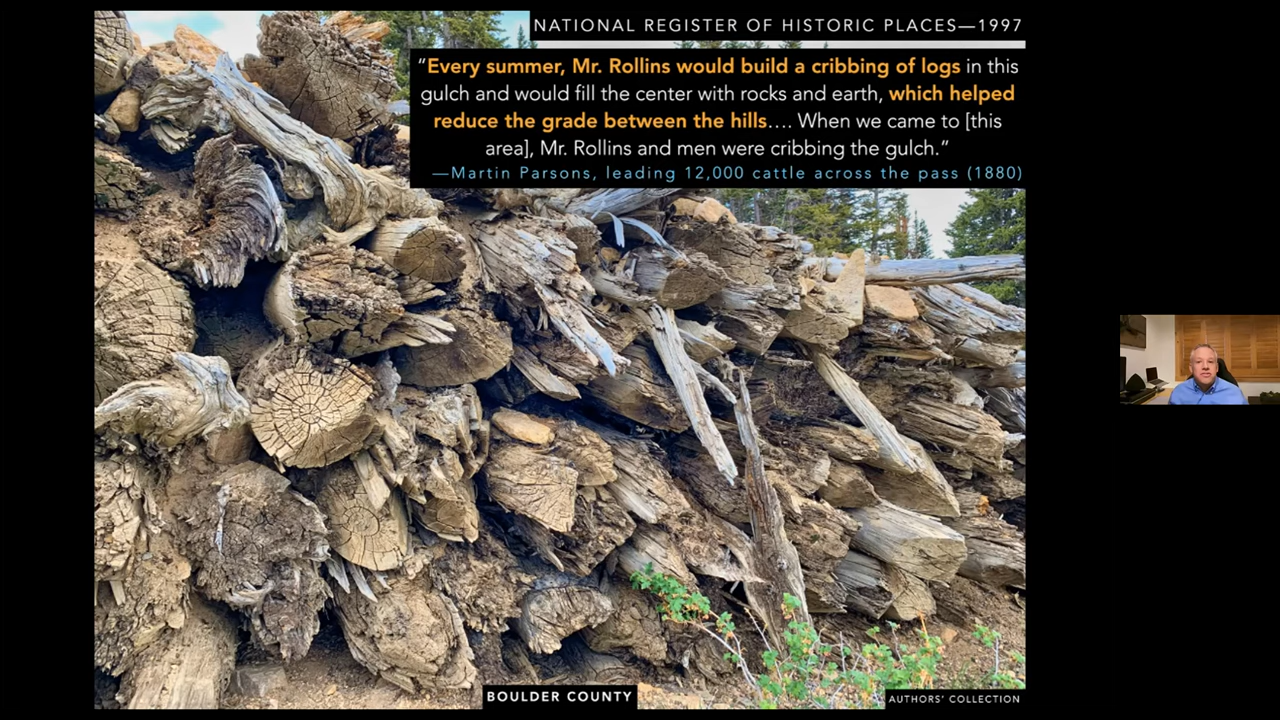 NATIONAL REGISTER OF HISTORIC PLACES—1997
“Every summer, Mr. Rollins would build a cribbing of logs in this
gulch and would fill the center with rocks and earth, which helped
reduce the grade between the hills…. When we came to [this
area], Mr. Rollins and men were cribbing the gulch.”
—Martin Parsons, leading 12,000 cattle across the pass (1880)
BOULDER COUNTY
AUTHORS’ COLLECTION